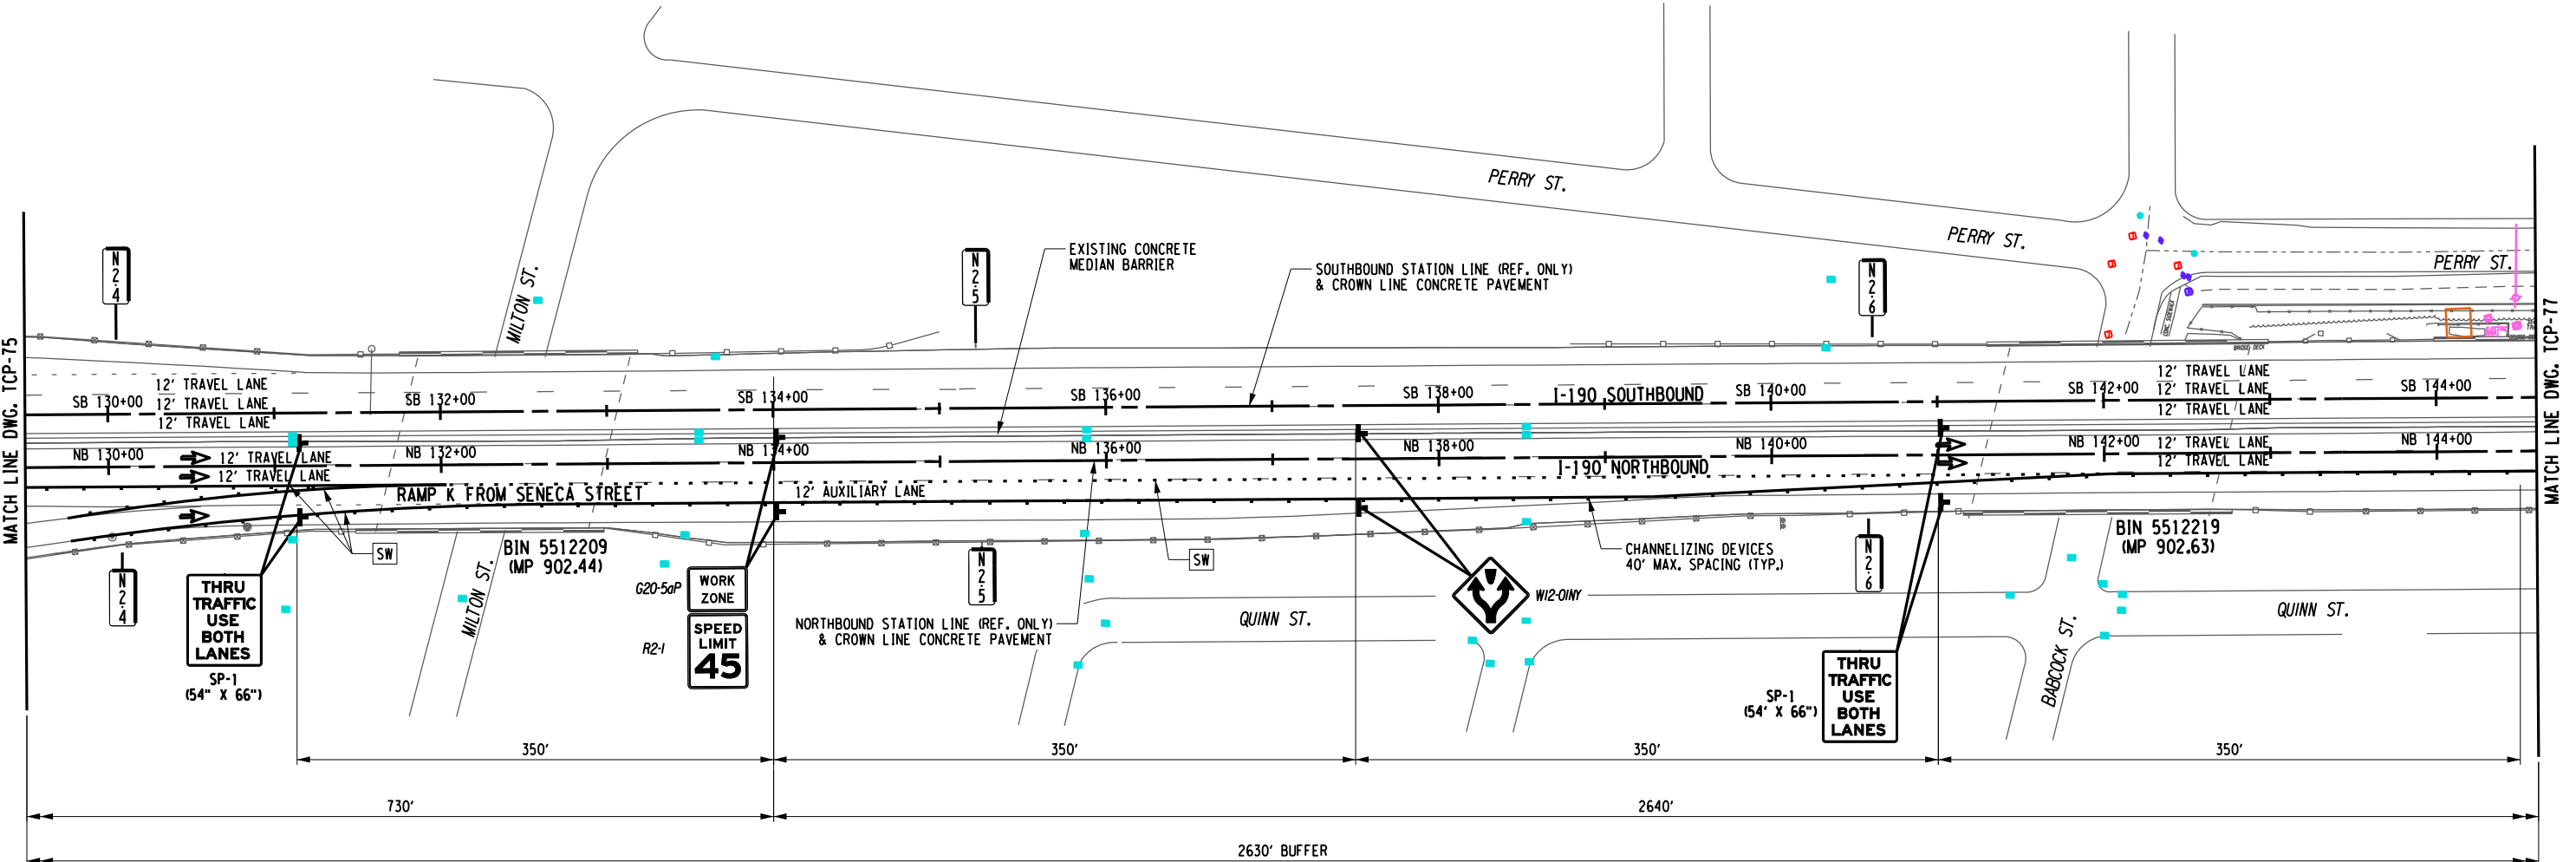 MATCH LINE DWG. TCP-75
MATCH LINE DWG. TCP-77
PERRY ST.
PERRY ST.
PERRY ST.
MILTON ST.
N 2.4
N 2.5
N 2.6
EXISTING CONCRETE
MEDIAN BARRIER
SOUTHBOUND STATION LINE (REF. ONLY)
& CROWN LINE CONCRETE PAVEMENT
CONC. SIDEWALK
BRIDGE DECK
12' TRAVEL LANE
12' TRAVEL LANE
12' TRAVEL LANE
SB 130+00
SB 132+00
SB 134+00
SB 136+00
SB 138+00
I-190 SOUTHBOUND
SB 140+00
SB 142+00
SB 144+00
12' TRAVEL LANE
12' TRAVEL LANE
12' TRAVEL LANE
NB 130+00
NB 132+00
NB 134+00
NB 136+00
NB 138+00
NB 140+00
NB 142+00
NB 144+00
12' TRAVEL LANE
12' TRAVEL LANE
12' TRAVEL LANE
12' TRAVEL LANE
I-190 NORTHBOUND
RAMP K FROM SENECA STREET
12' AUXILIARY LANE
SW
SW
BIN 5512209
(MP 902.44)
BIN 5512219
(MP 902.63)
CHANNELIZING DEVICES
40' MAX. SPACING (TYP.)
N 2.4
N 2.5
N 2.6
MILTON ST.
THRU
TRAFFIC
USE
BOTH
LANES
SP-1
(54" X 66")
G20-5aP
WORK
ZONE
R2-1
SPEED
LIMIT
45
NORTHBOUND STATION LINE (REF. ONLY)
& CROWN LINE CONCRETE PAVEMENT
QUINN ST.
W12-01NY
QUINN ST.
BABCOCK ST.
SP-1
(54' X 66")
THRU
TRAFFIC
USE
BOTH
LANES
350'
350'
350'
350'
730'
2640'
2630' BUFFER